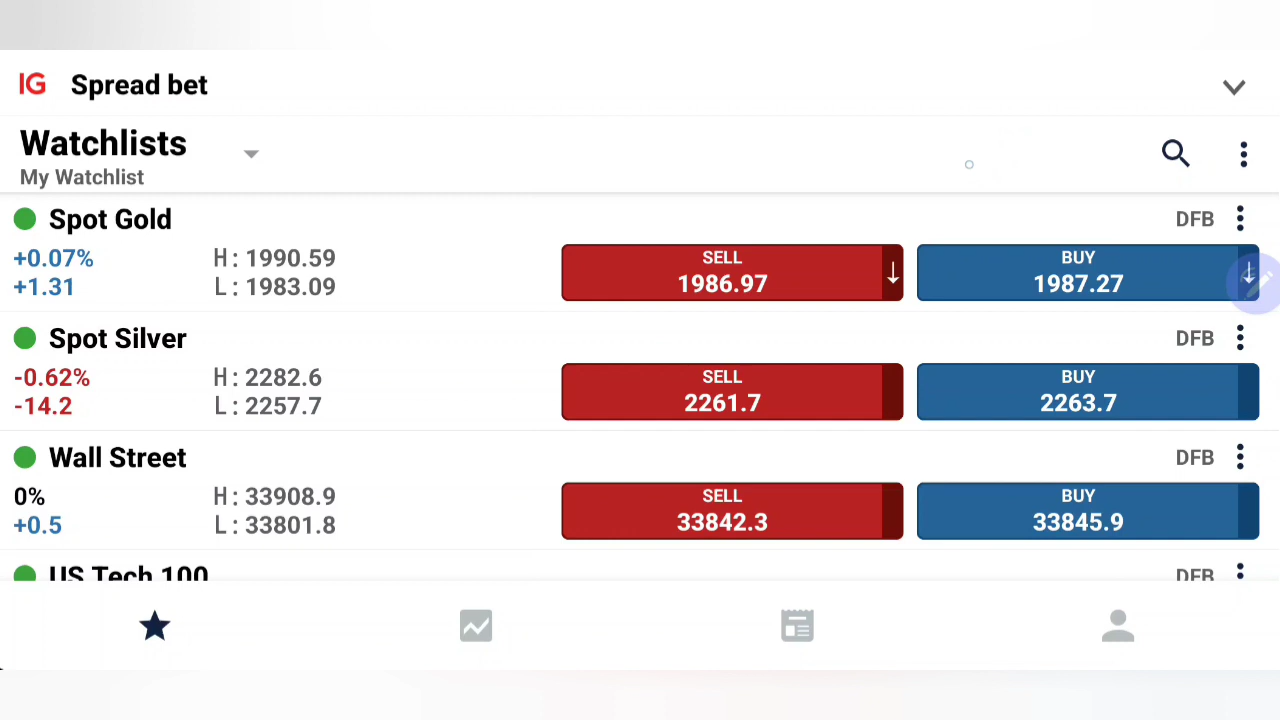 IG Spread bet
Watchlists
My Watchlist
Spot Gold DFB
+0.07% H: 1990.59 SELL BUY
+1.31 L: 1983.09 1986.97 1987.27
Spot Silver DFB
-0.62% H: 2282.6 SELL BUY
-14.2 L: 2257.7 2261.7 2263.7
Wall Street DFB
0% H: 33908.9 SELL BUY
+0.5 L: 33801.8 33842.3 33845.9
US Tech 100 DFB